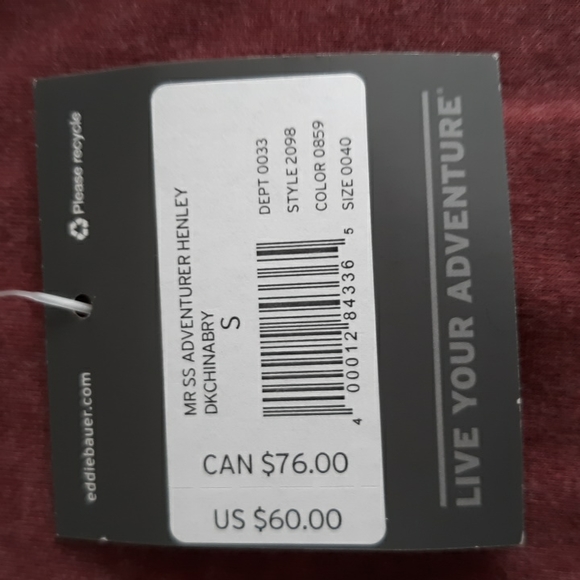 Please recycle
eddiebauer.com
MR SS ADVENTURER HENLEY
DKCHINABRY
S
DEPT 0033
STYLE 2098
COLOR 0859
SIZE 0040
4 00012 84336 5
CAN $76.00
US $60.00
LIVE YOUR ADVENTURE®